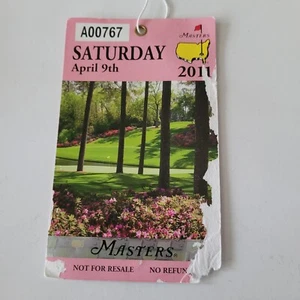 A00767
MASTERS
SATURDAY
April 9th
2011
MASTERS
NOT FOR RESALE NO REFUN